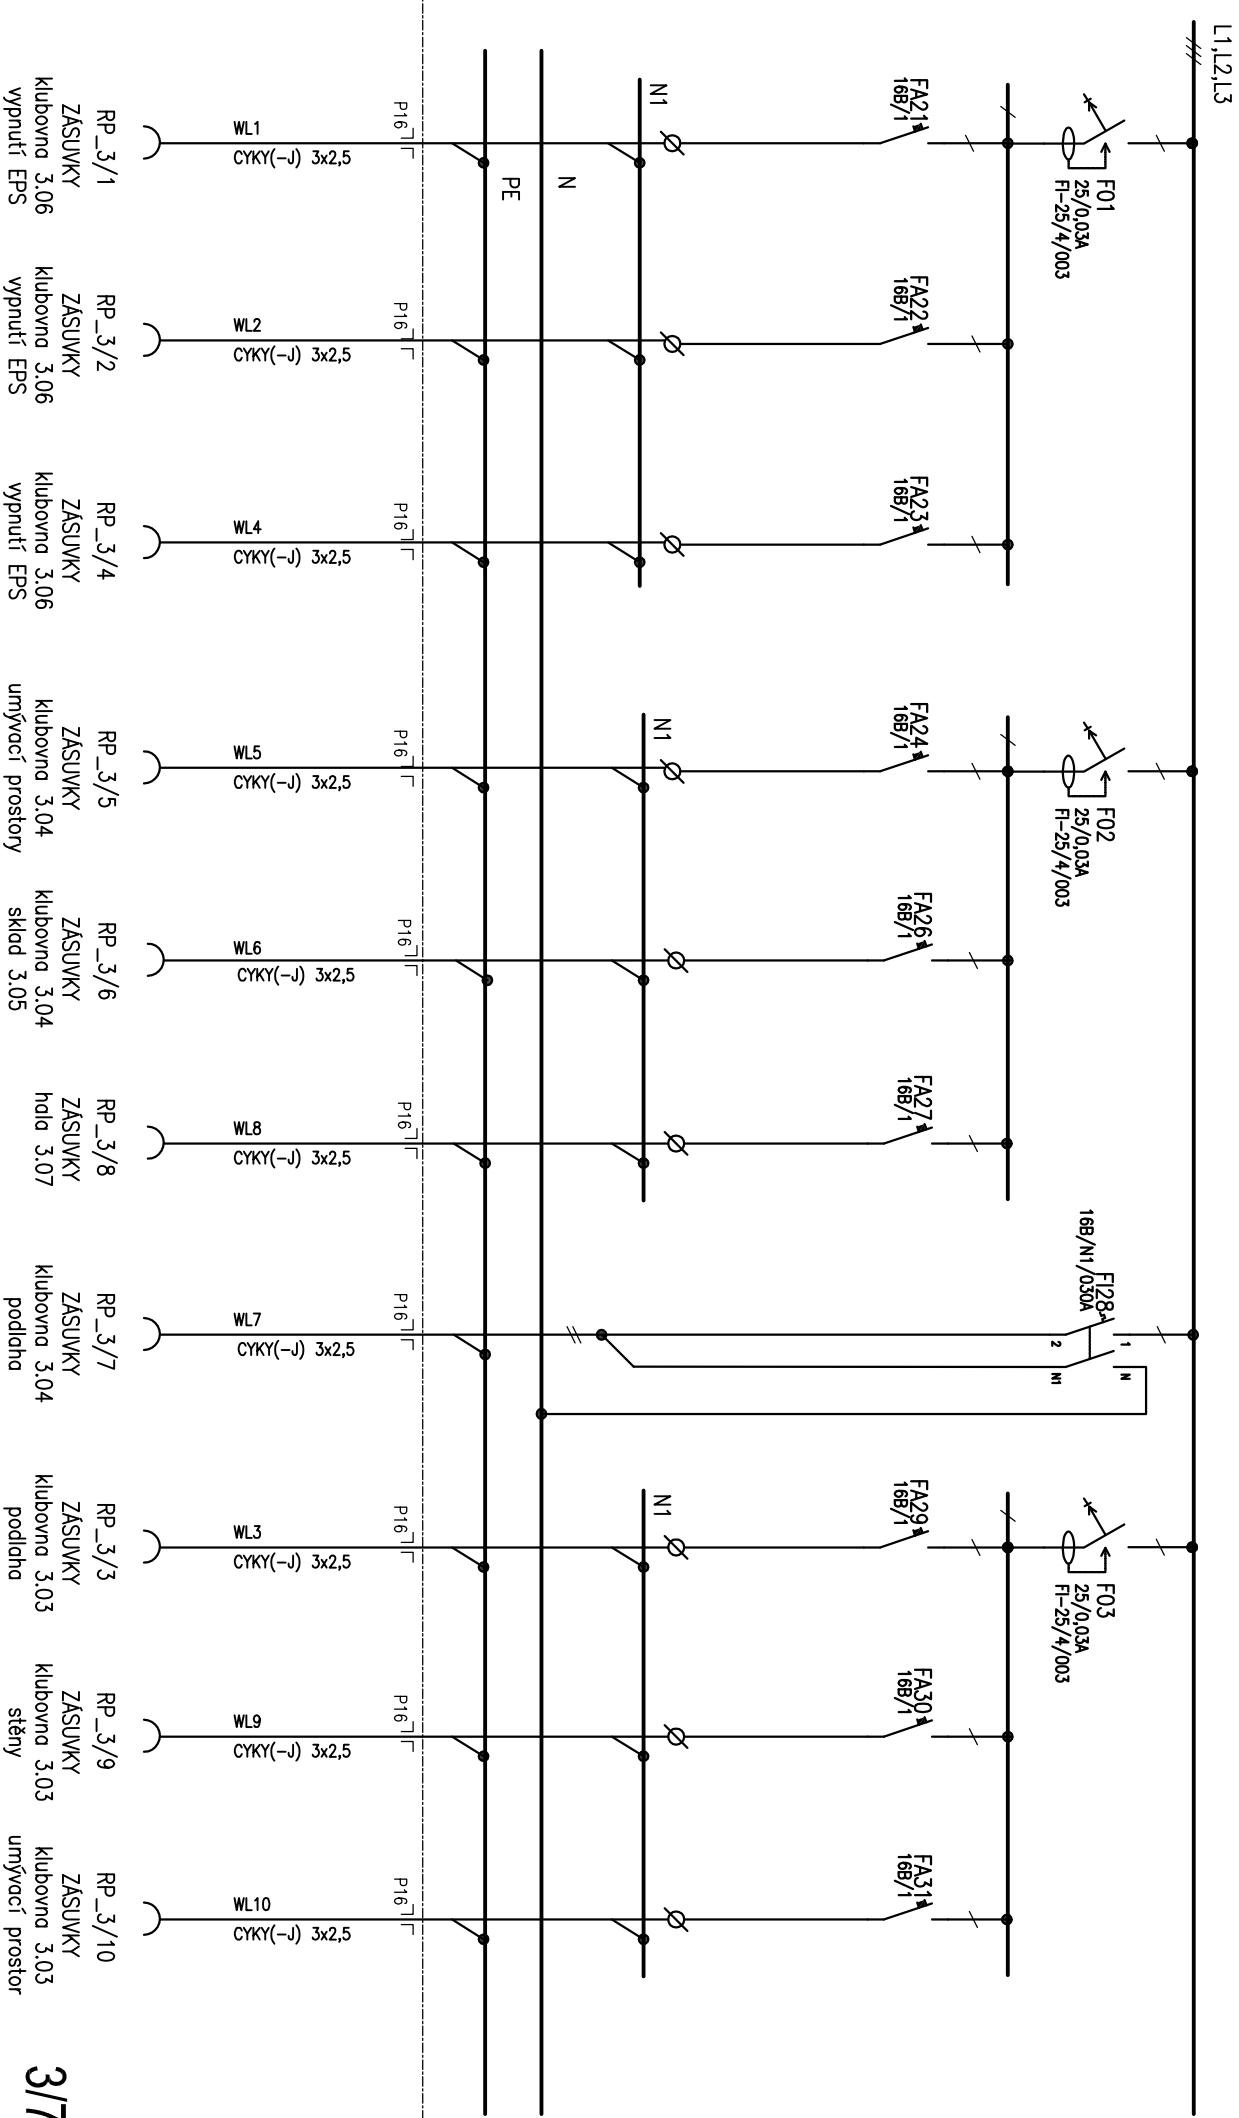 L1,L2,L3
F01
25/0,03A
FI-25/4/003
F02
25/0,03A
FI-25/4/003
FI28
16B/N1/030A
1
N
2
N1
F03
25/0,03A
FI-25/4/003
FA21
16B/1
FA22
16B/1
FA23
16B/1
FA24
16B/1
FA26
16B/1
FA27
16B/1
FA29
16B/1
FA30
16B/1
FA31
16B/1
N1
N1
N1
N
PE
P16
P16
P16
P16
P16
P16
P16
P16
P16
P16
WL1
CYKY(-J) 3x2,5
WL2
CYKY(-J) 3x2,5
WL4
CYKY(-J) 3x2,5
WL5
CYKY(-J) 3x2,5
WL6
CYKY(-J) 3x2,5
WL8
CYKY(-J) 3x2,5
WL7
CYKY(-J) 3x2,5
WL3
CYKY(-J) 3x2,5
WL9
CYKY(-J) 3x2,5
WL10
CYKY(-J) 3x2,5
RP_3/1
ZÁSUVKY
klubovna 3.06
vypnutí EPS
RP_3/2
ZÁSUVKY
klubovna 3.06
vypnutí EPS
RP_3/4
ZÁSUVKY
klubovna 3.06
vypnutí EPS
RP_3/5
ZÁSUVKY
klubovna 3.04
umývací prostory
RP_3/6
ZÁSUVKY
klubovna 3.04
sklad 3.05
RP_3/8
ZÁSUVKY
hala 3.07
RP_3/7
ZÁSUVKY
klubovna 3.04
podlaha
RP_3/3
ZÁSUVKY
klubovna 3.03
podlaha
RP_3/9
ZÁSUVKY
klubovna 3.03
stěny
RP_3/10
ZÁSUVKY
klubovna 3.03
umývací prostor
3/7